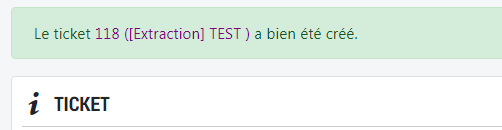 Le ticket 118 ([Extraction] TEST ) a bien été créé.
i TICKET